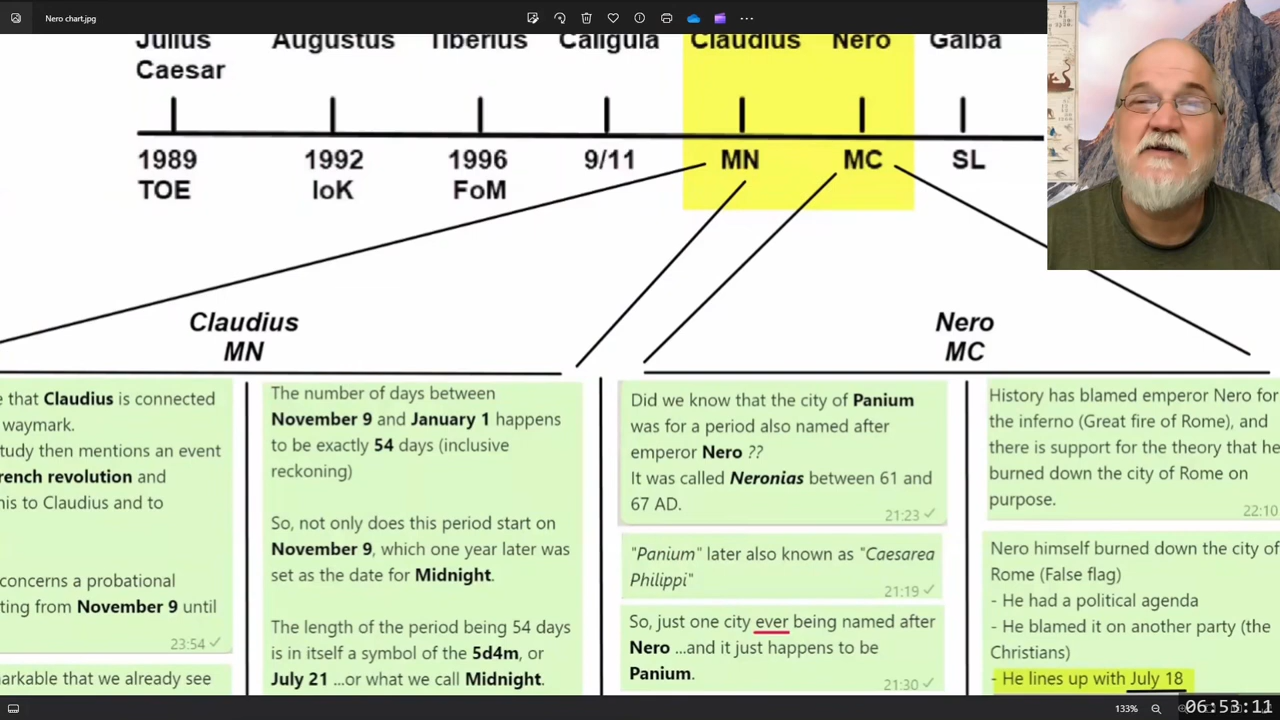 Nero chart.jpg
Julius Caesar
Augustus
Tiberius
Caligula
Claudius
Nero
Galba
1989
TOE
1992
IoK
1996
FoM
9/11
MN
MC
SL
Claudius
MN
Nero
MC
e that Claudius is connected
waymark.
tudy then mentions an event
rench revolution and
his to Claudius and to
concerns a probational
ting from November 9 until
23:54
arkable that we already see
The number of days between
November 9 and January 1 happens
to be exactly 54 days (inclusive
reckoning)
So, not only does this period start on
November 9, which one year later was
set as the date for Midnight.
The length of the period being 54 days
is in itself a symbol of the 5d4m, or
July 21 ...or what we call Midnight.
Did we know that the city of Panium
was for a period also named after
emperor Nero ??
It was called Neronias between 61 and
67 AD.
21:23
"Panium" later also known as "Caesarea
Philippi"
21:19
So, just one city ever being named after
Nero ...and it just happens to be
Panium.
21:30
History has blamed emperor Nero for
the inferno (Great fire of Rome), and
there is support for the theory that he
burned down the city of Rome on
purpose.
22:10
Nero himself burned down the city of
Rome (False flag)
- He had a political agenda
- He blamed it on another party (the
Christians)
- He lines up with July 18
133%
06:53:11